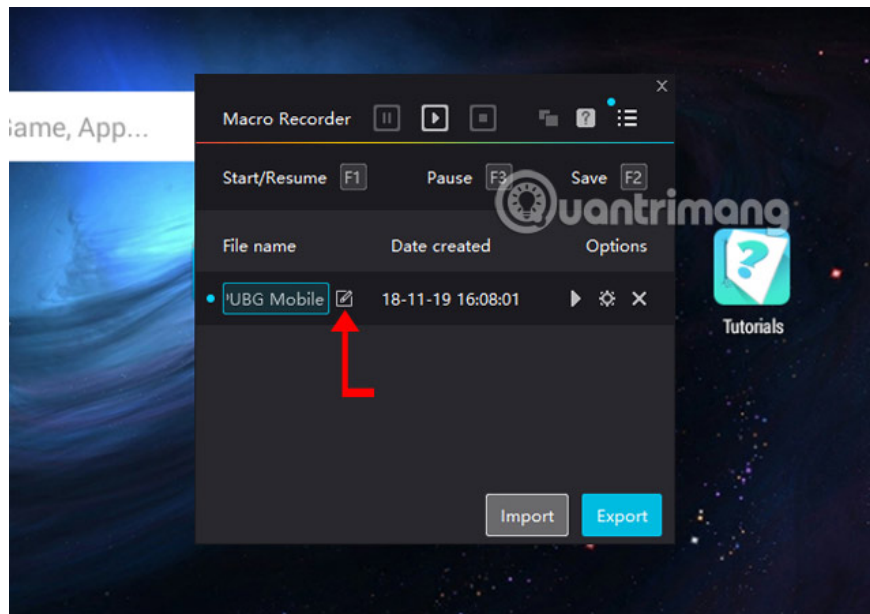 ame, App...
Macro Recorder
Start/Resume F1 Pause F3 Save F2
Quantrimang
File name Date created Options
UBG Mobile 18-11-19 16:08:01
Tutorials
Import Export